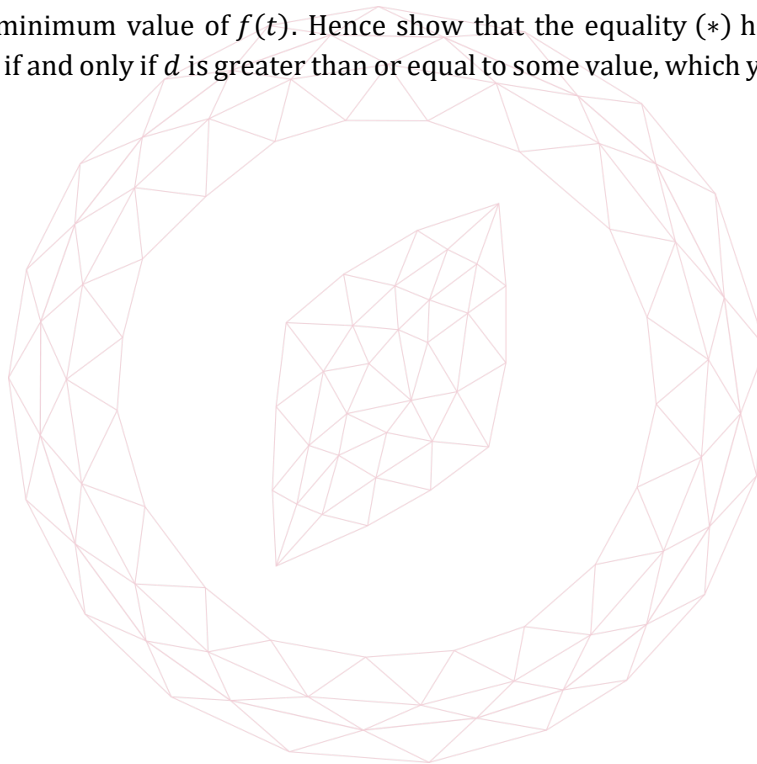 minimum value of f(t). Hence show that the equality (∗) h
if and only if d is greater than or equal to some value, which y